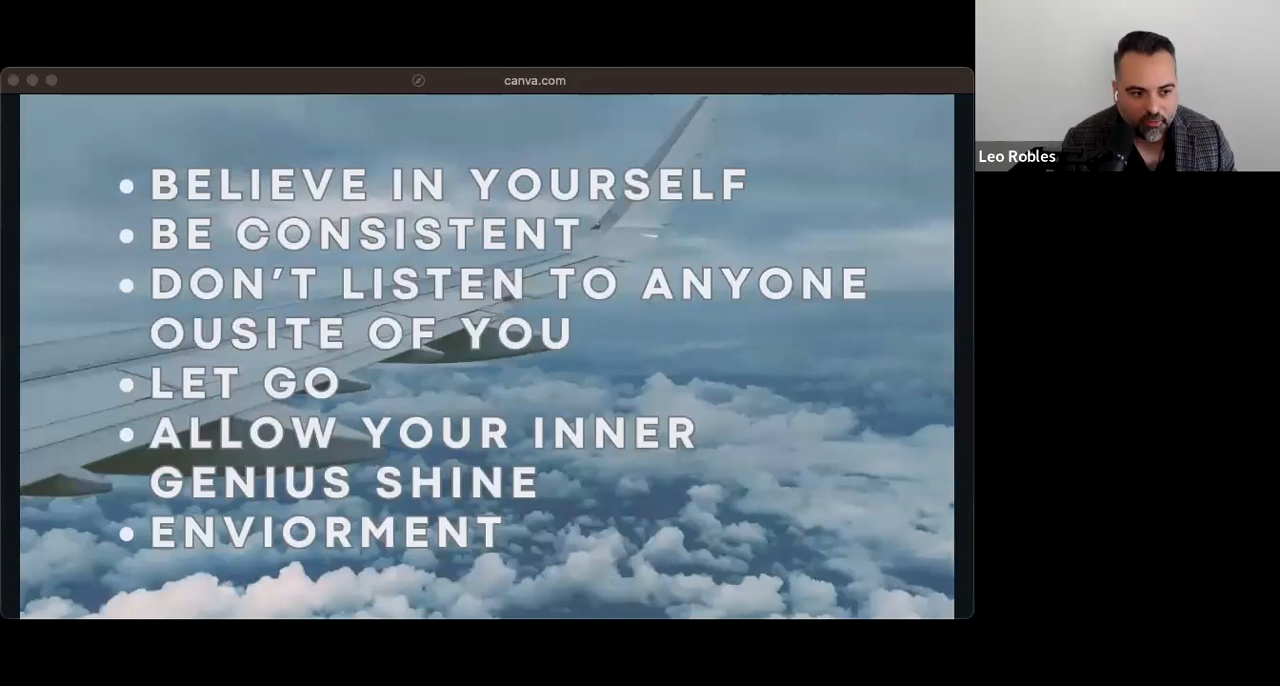 canva.com
• BELIEVE IN YOURSELF
• BE CONSISTENT
• DON'T LISTEN TO ANYONE
OUSITE OF YOU
• LET GO
• ALLOW YOUR INNER
GENIUS SHINE
• ENVIORMENT
Leo Robles